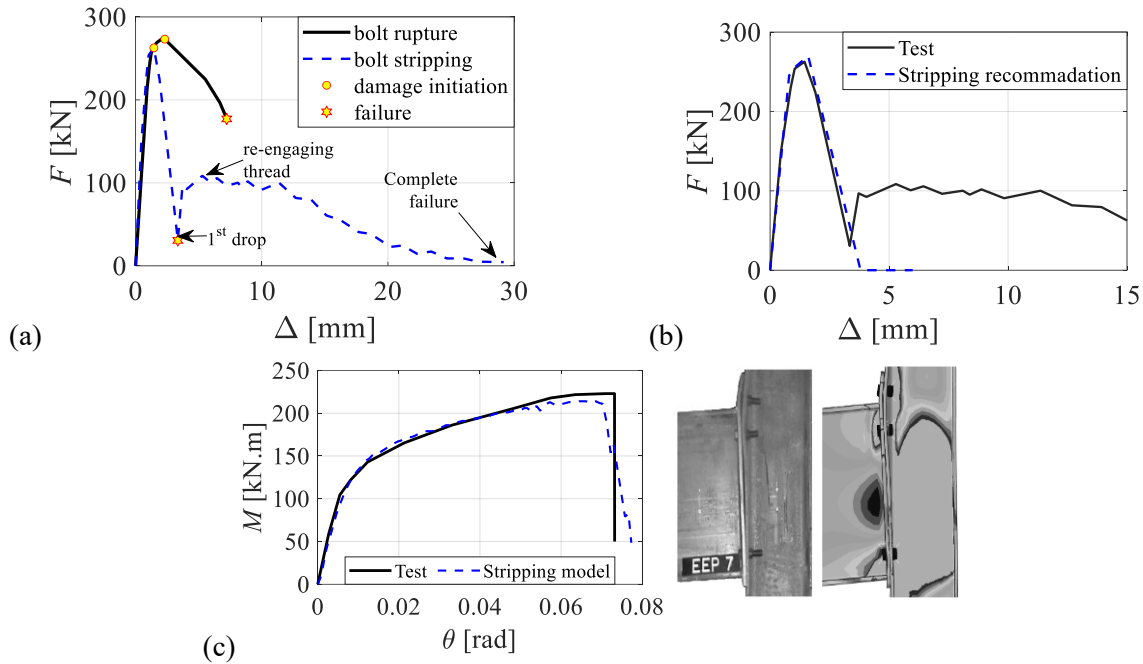 300
200
100
0
F [kN]
bolt rupture
bolt stripping
damage initiation
failure
re-engaging
thread
Complete
failure
1st drop
0
10
20
30
Δ [mm]
(a)
300
200
100
0
F [kN]
Test
Stripping recommadation
0
5
10
15
Δ [mm]
(b)
250
200
150
100
50
0
M [kN.m]
Test
Stripping model
0
0.02
0.04
0.06
0.08
θ [rad]
(c)
EEP 7